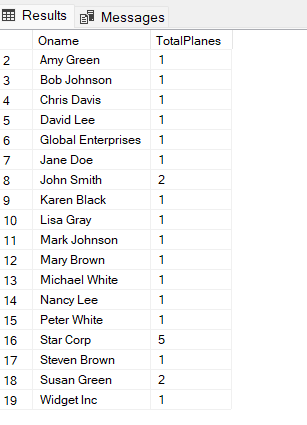 Results Messages
Oname TotalPlanes
2 Amy Green 1
3 Bob Johnson 1
4 Chris Davis 1
5 David Lee 1
6 Global Enterprises 1
7 Jane Doe 1
8 John Smith 2
9 Karen Black 1
10 Lisa Gray 1
11 Mark Johnson 1
12 Mary Brown 1
13 Michael White 1
14 Nancy Lee 1
15 Peter White 1
16 Star Corp 5
17 Steven Brown 1
18 Susan Green 2
19 Widget Inc 1